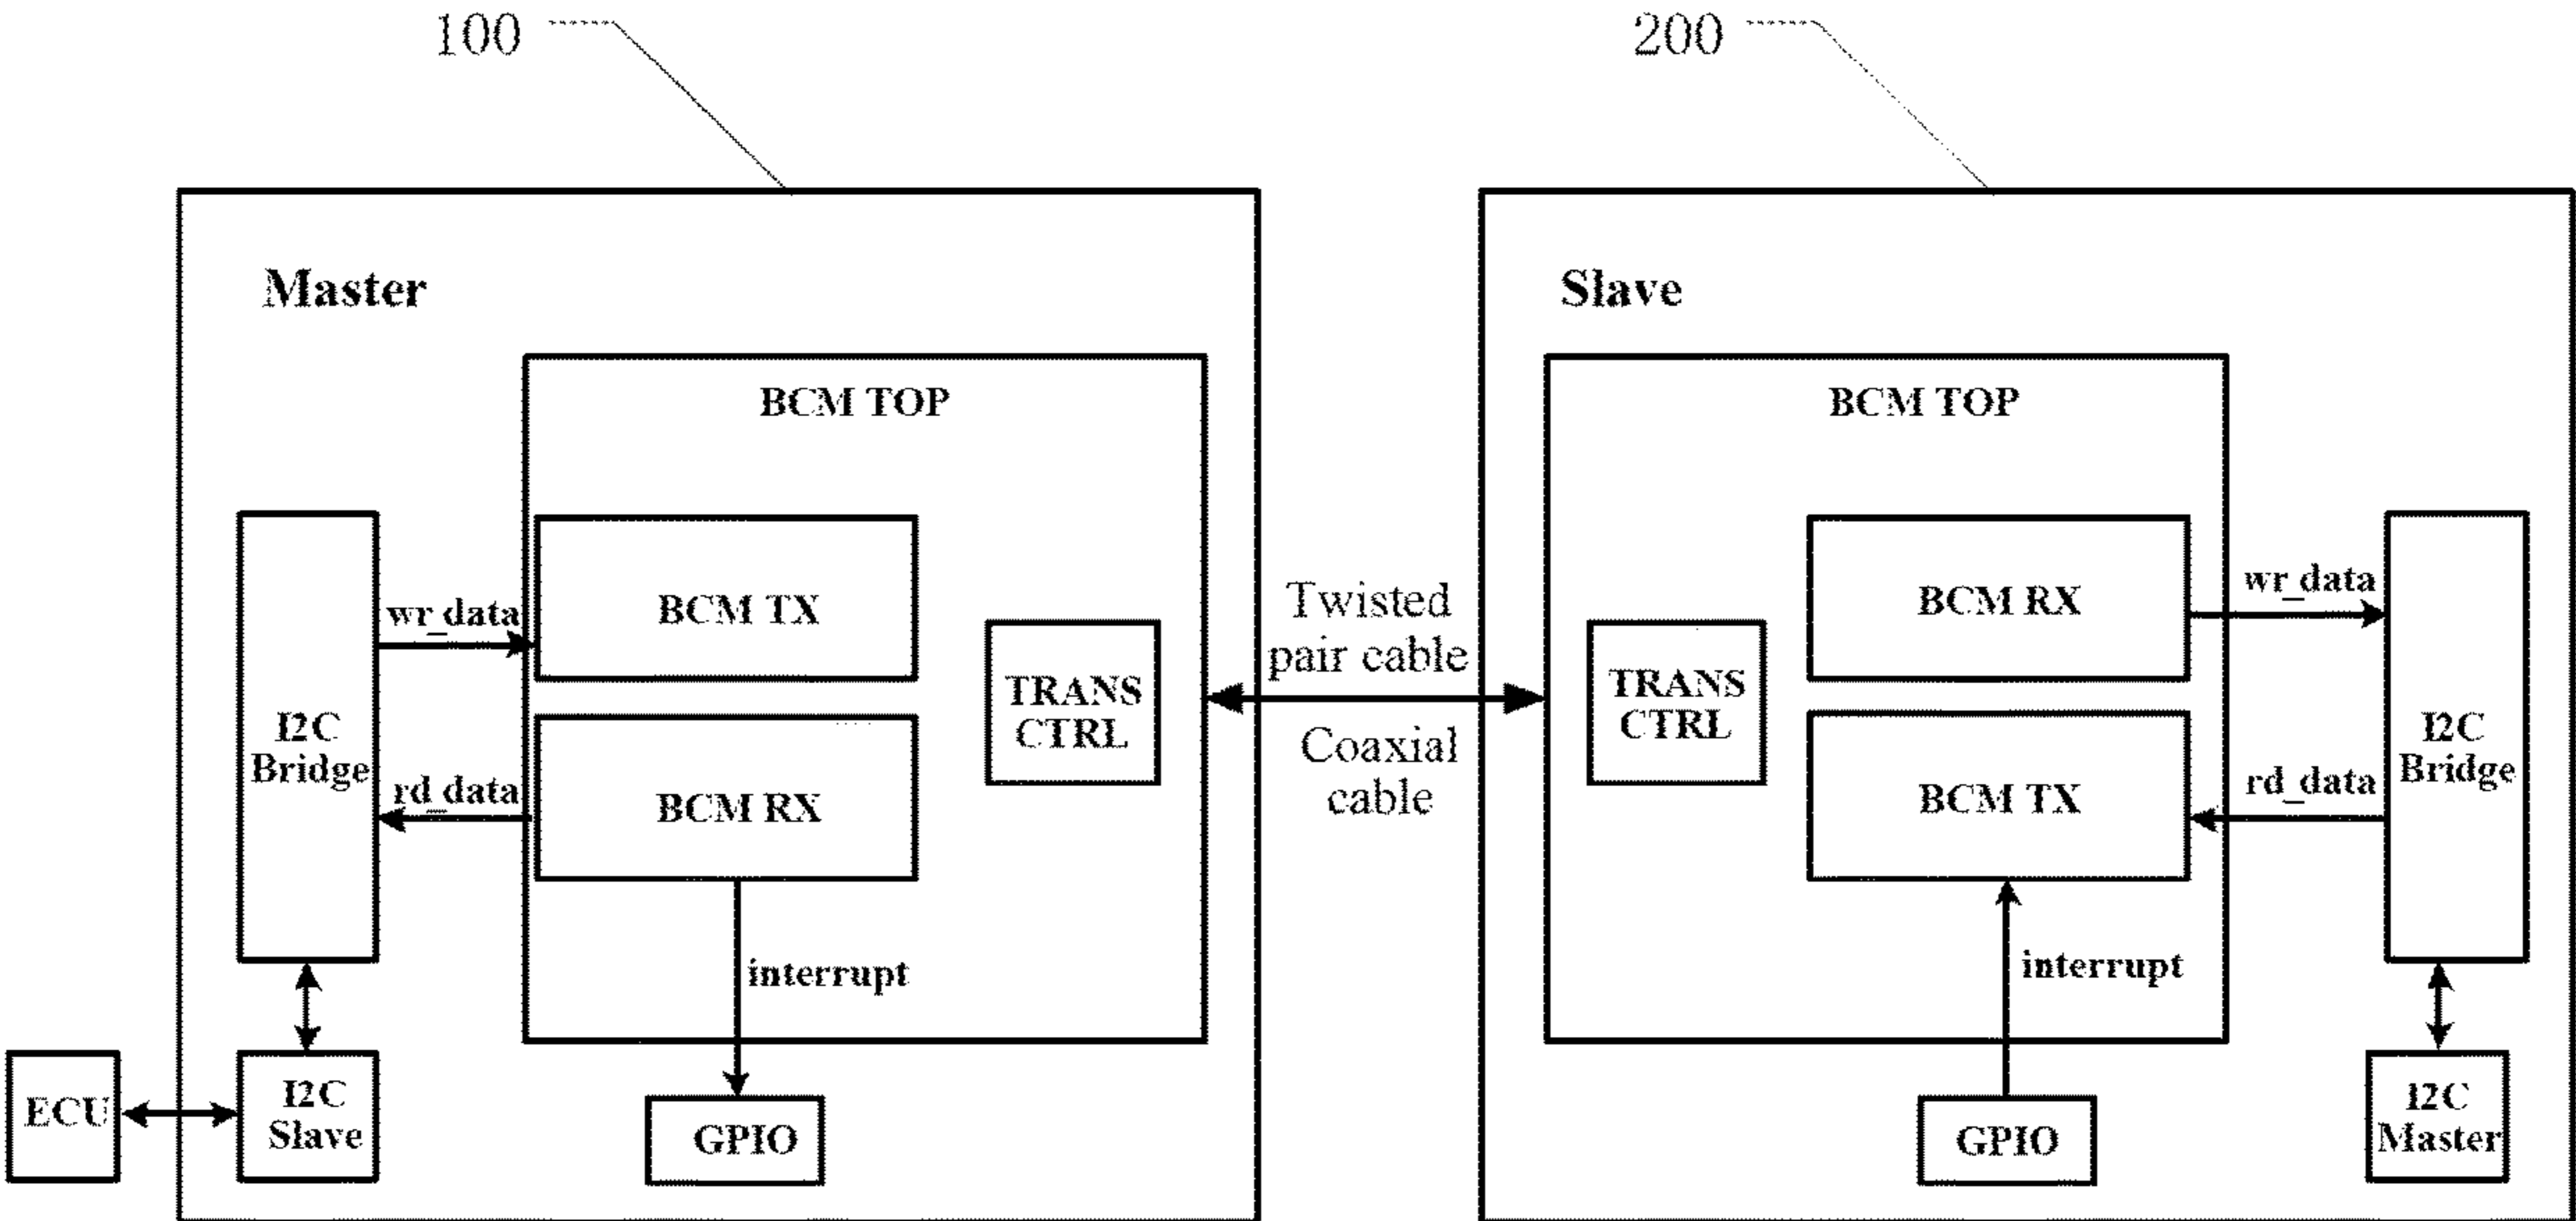 100
200
Master
Slave
BCM TOP
BCM TOP
BCM TX
BCM RX
wr_data
wr_data
Twisted
pair cable
TRANS
CTRL
TRANS
CTRL
I2C
Bridge
I2C
Bridge
Coaxial
cable
rd_data
rd_data
BCM RX
BCM TX
interrupt
interrupt
ECU
I2C
Slave
GPIO
GPIO
I2C
Master